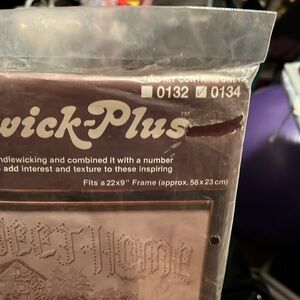 THIS KIT CONTAINS ONLY:
0132 0134
wick-Plus™
ndlewicking and combined it with a number
add interest and texture to these inspiring
Fits a 22x9" Frame (approx. 56 x 23 cm)